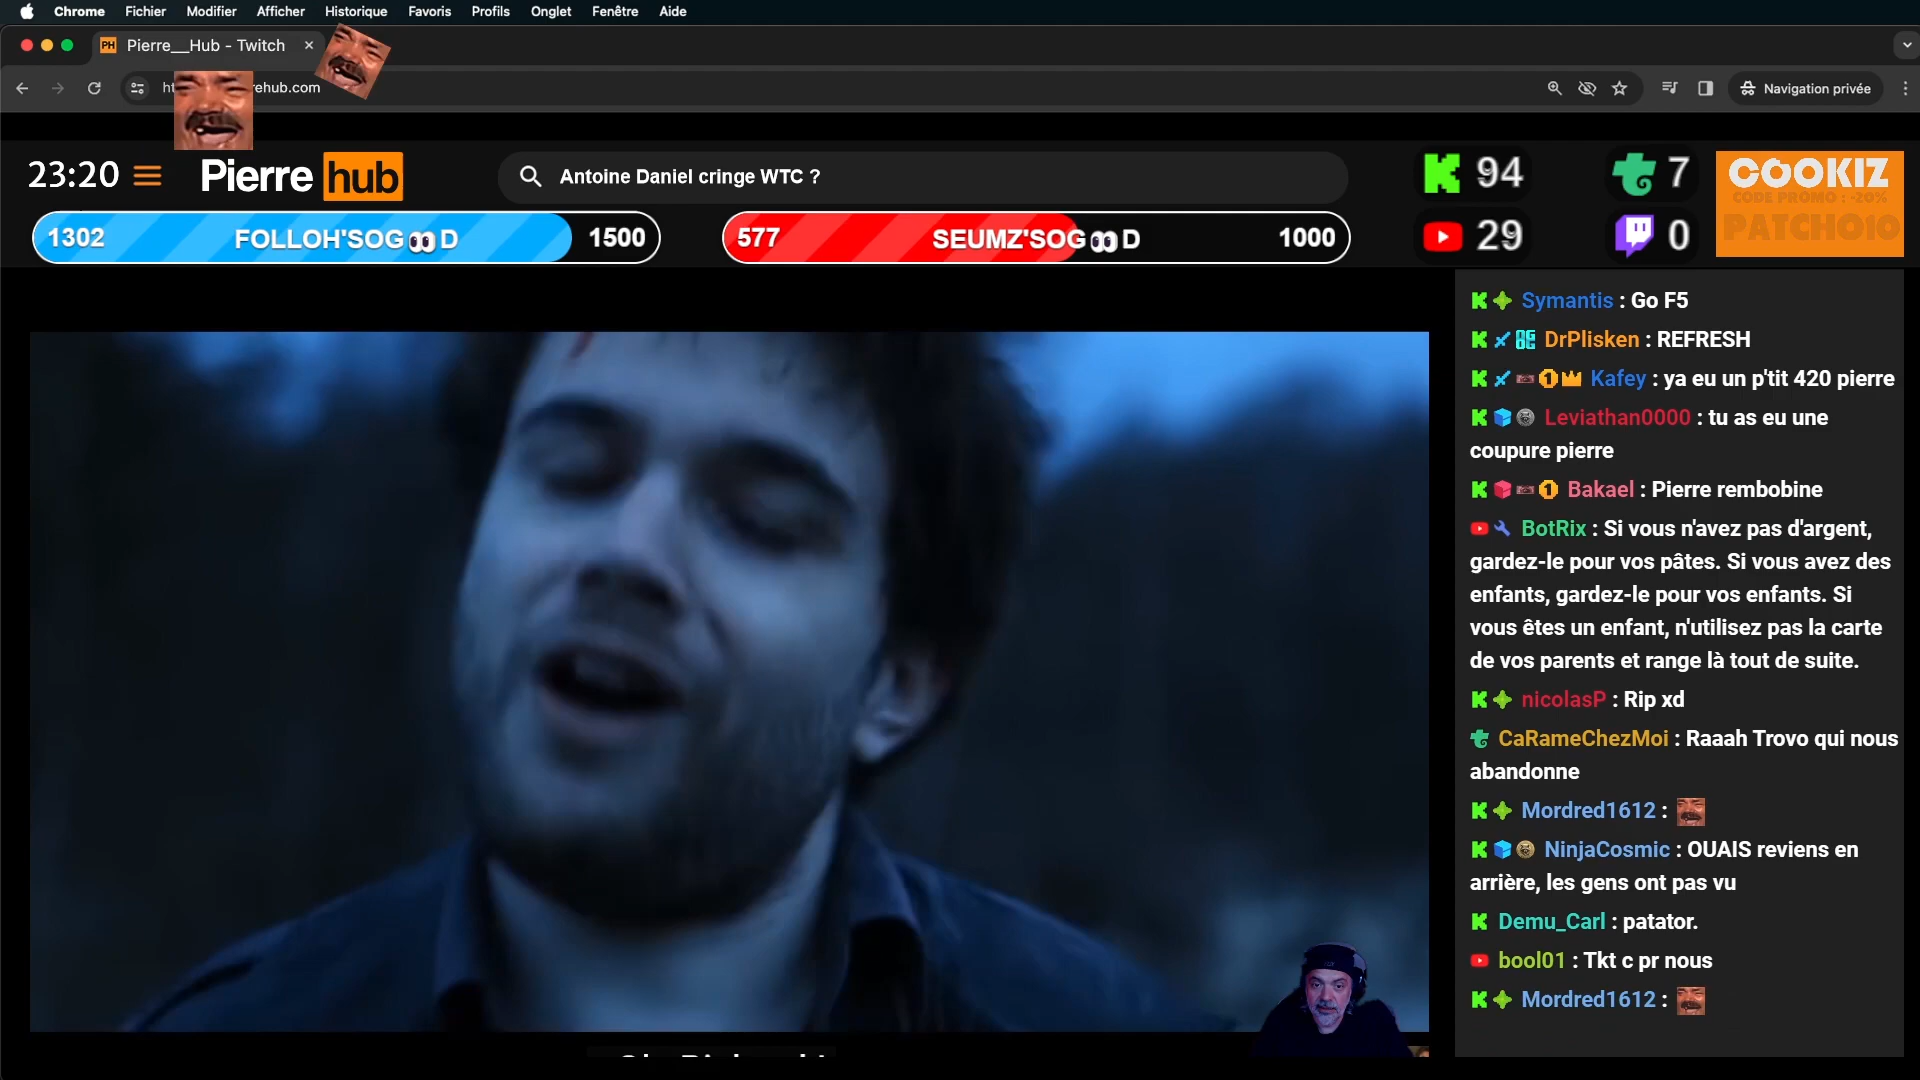 Chrome Fichier Modifier Afficher Historique Favoris Profils Onglet Fenêtre Aide
PH Pierre__Hub - Twitch
rehub.com
Navigation privée
23:20
Pierre hub
Antoine Daniel cringe WTC ?
94
7
COOKIZ
CODE PROMO : -20%
PATCHO10
1302 FOLLOH'SOG👀D 1500
577 SEUMZ'SOG👀D 1000
29
0
Symantis : Go F5
DrPlisken : REFRESH
Kafey : ya eu un p'tit 420 pierre
Leviathan0000 : tu as eu une
coupure pierre
Bakael : Pierre rembobine
BotRix : Si vous n'avez pas d'argent,
gardez-le pour vos pâtes. Si vous avez des
enfants, gardez-le pour vos enfants. Si
vous êtes un enfant, n'utilisez pas la carte
de vos parents et range là tout de suite.
nicolasP : Rip xd
CaRameChezMoi : Raaah Trovo qui nous
abandonne
Mordred1612 :
NinjaCosmic : OUAIS reviens en
arrière, les gens ont pas vu
Demu_Carl : patator.
bool01 : Tkt c pr nous
Mordred1612 :